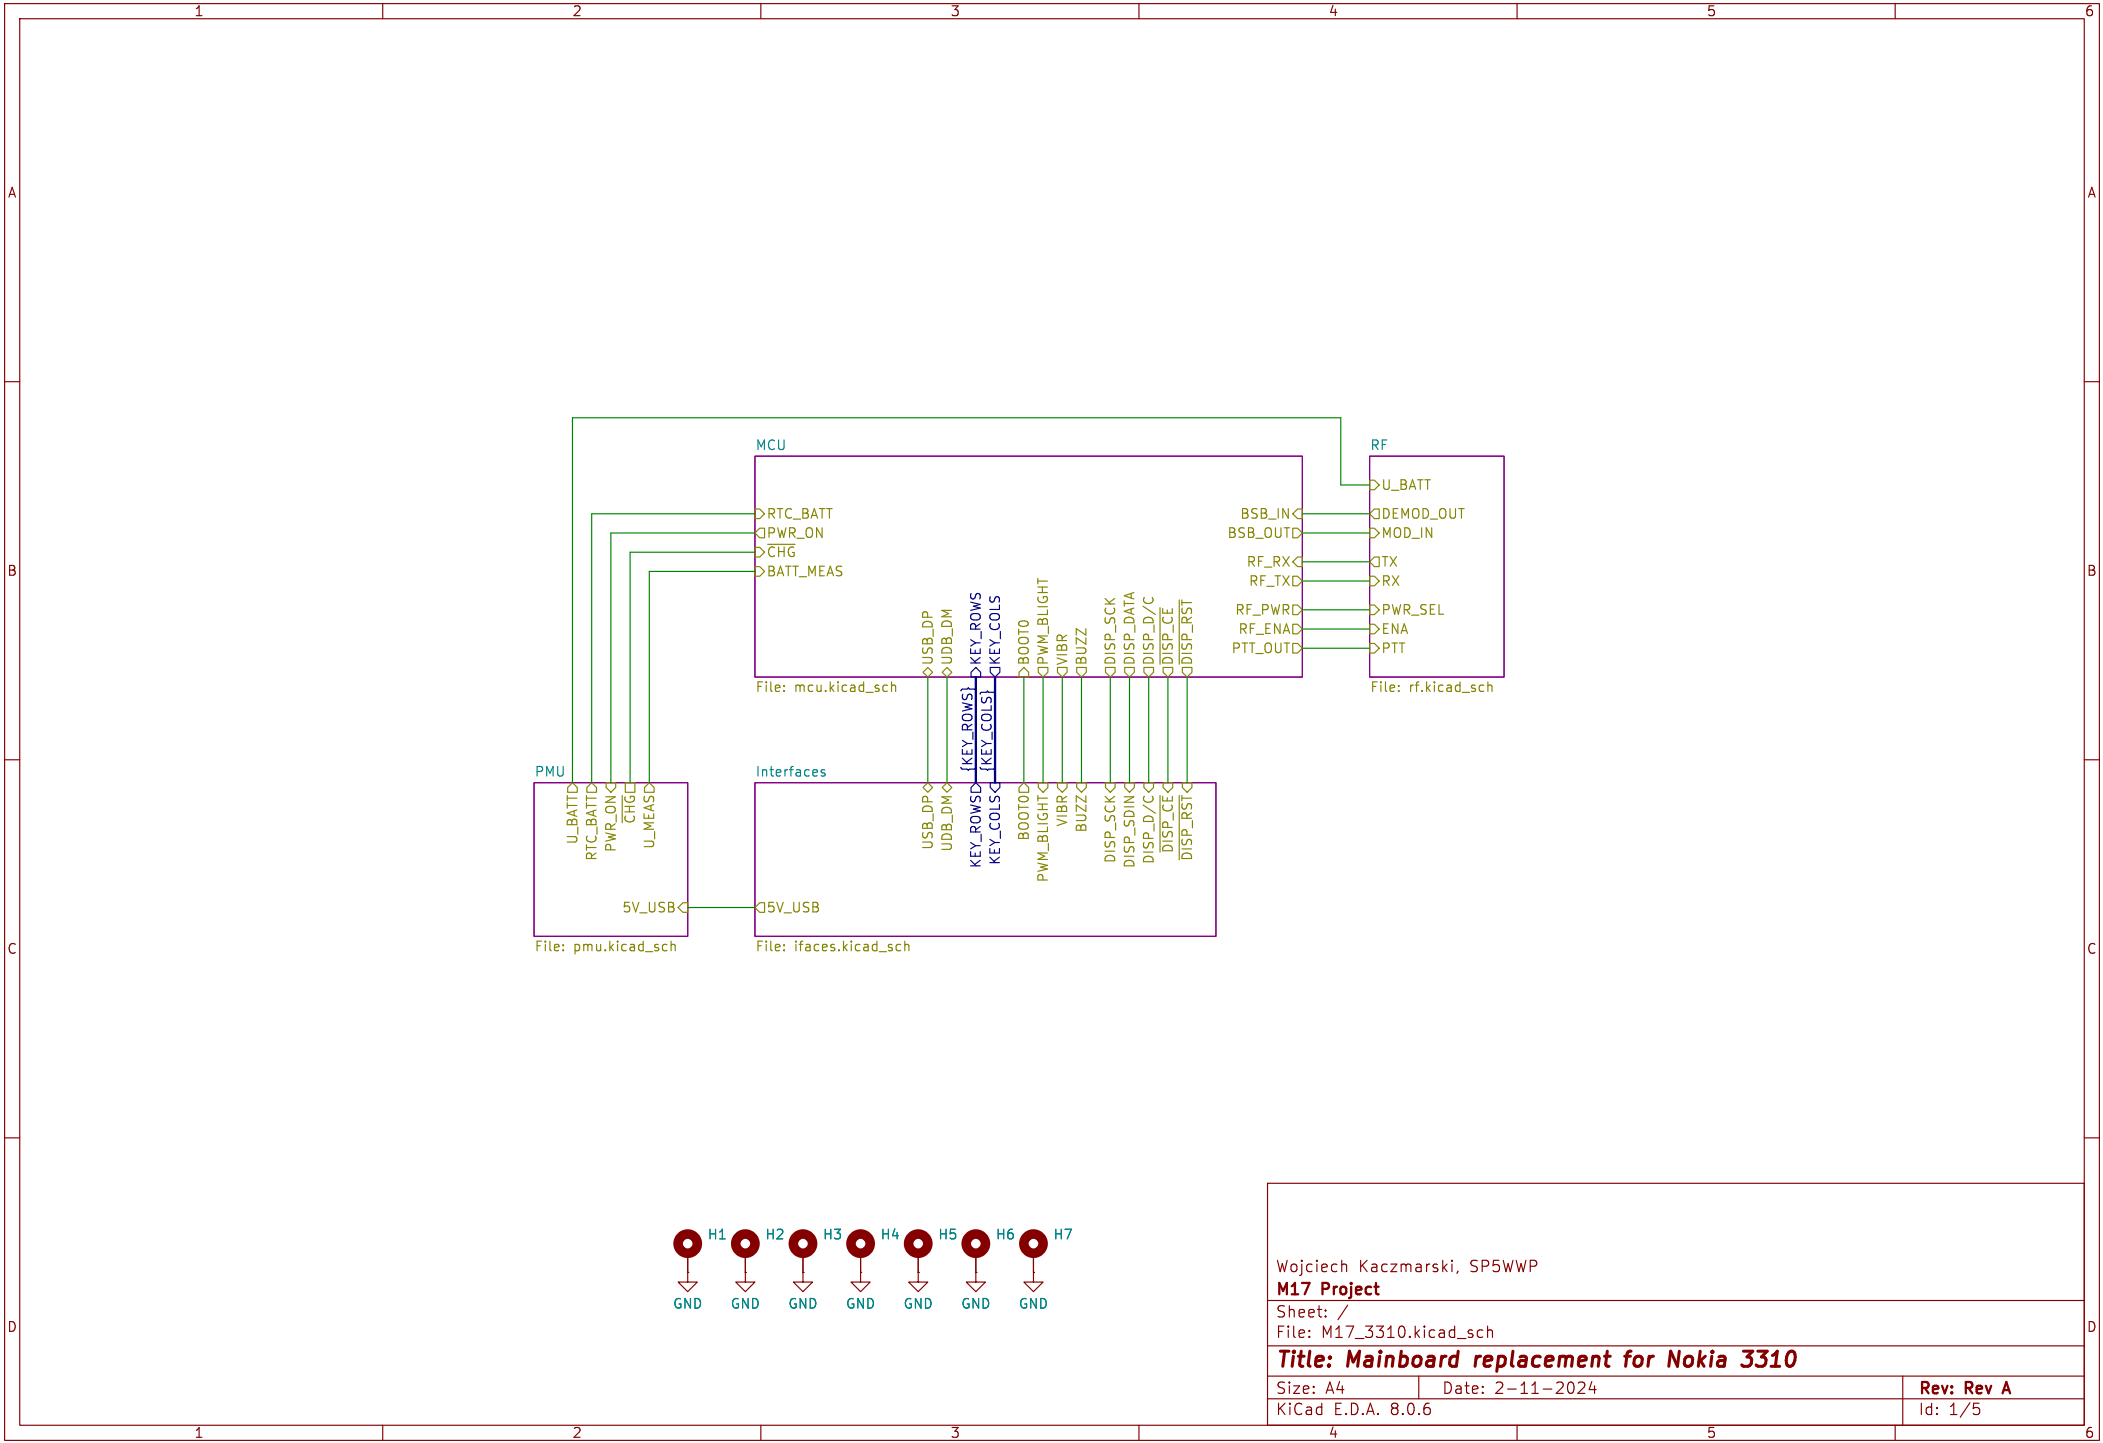 1 2 3 4 5 6
A A
MCU
RF
U_BATT
RTC_BATT
PWR_ON
CHG
BATT_MEAS
BSB_IN
BSB_OUT
RF_RX
RF_TX
RF_PWR
RF_ENA
PTT_OUT
DEMOD_OUT
MOD_IN
TX
RX
PWR_SEL
ENA
PTT
B B
USB_DP
UDB_DM
KEY_ROWS
KEY_COLS
BOOT0
PWM_BLIGHT
VIBR
BUZZ
DISP_SCK
DISP_DATA
DISP_D/C
DISP_CE
DISP_RST
File: mcu.kicad_sch
File: rf.kicad_sch
{KEY_ROWS}
{KEY_COLS}
PMU
Interfaces
U_BATT
RTC_BATT
PWR_ON
CHG
U_MEAS
USB_DP
UDB_DM
KEY_ROWS
KEY_COLS
BOOT0
PWM_BLIGHT
VIBR
BUZZ
DISP_SCK
DISP_SDIN
DISP_D/C
DISP_CE
DISP_RST
5V_USB
5V_USB
File: pmu.kicad_sch
File: ifaces.kicad_sch
C C
H1 H2 H3 H4 H5 H6 H7
GND GND GND GND GND GND GND
Wojciech Kaczmarski, SP5WWP
M17 Project
Sheet: /
File: M17_3310.kicad_sch
D D
Title: Mainboard replacement for Nokia 3310
Size: A4 Date: 2-11-2024 Rev: Rev A
KiCad E.D.A. 8.0.6 Id: 1/5
1 2 3 4 5 6